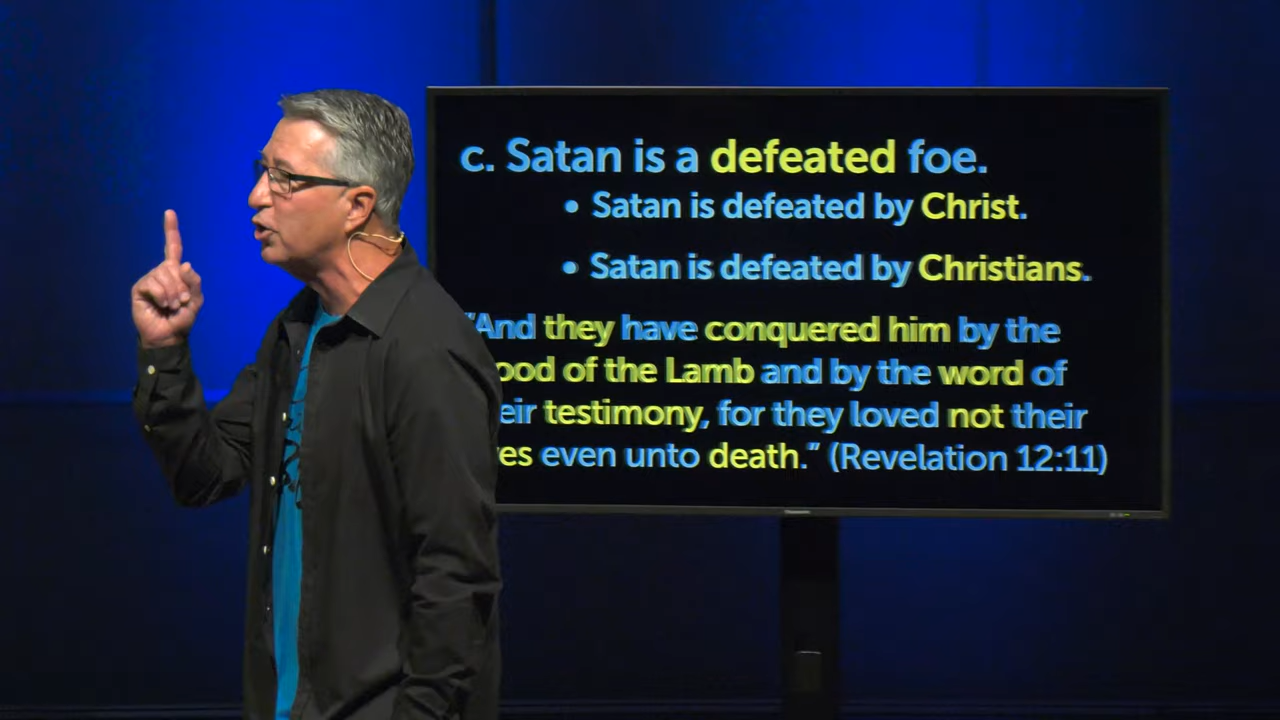 c. Satan is a defeated foe.
• Satan is defeated by Christ.
• Satan is defeated by Christians.
"And they have conquered him by the
of the Lamb and by the word of
testimony, for they loved not their
even unto death." (Revelation 12:11)
Panasonic